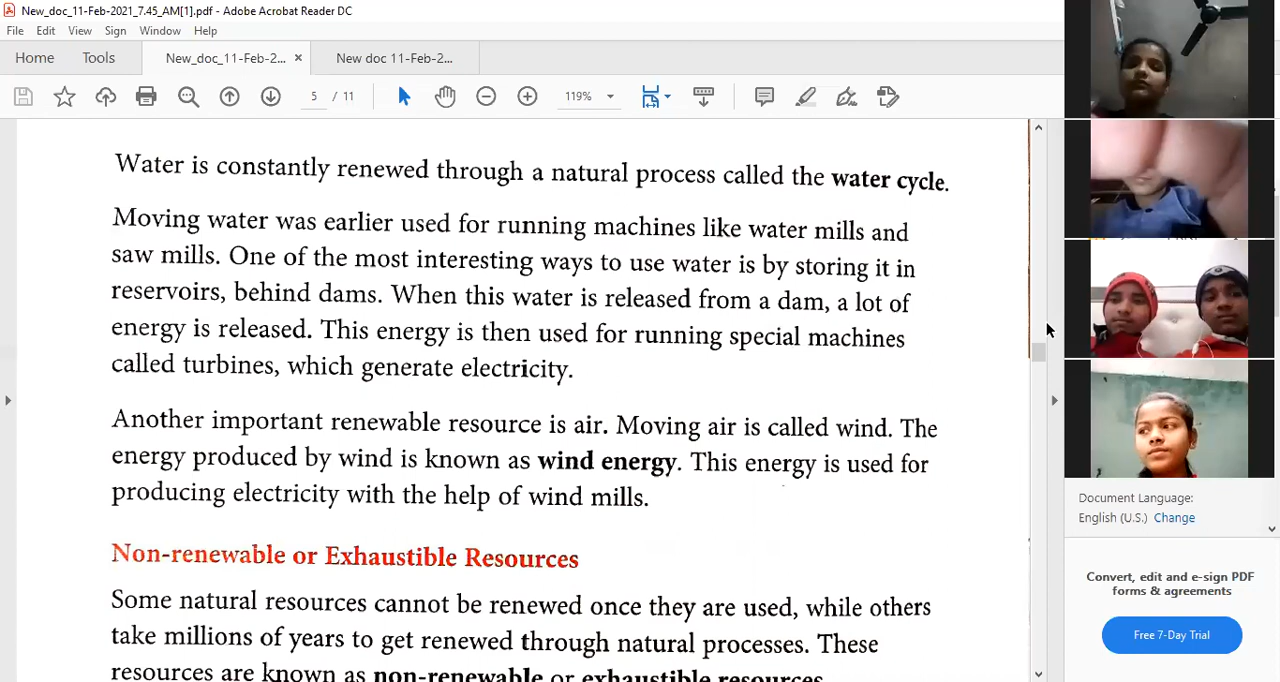 New_doc_11-Feb-2021_7.45_AM[1].pdf - Adobe Acrobat Reader DC
File Edit View Sign Window Help
Home Tools New_doc_11-Feb-2... × New doc 11-Feb-2...
5 / 11 119%
Water is constantly renewed through a natural process called the water cycle.
Moving water was earlier used for running machines like water mills and
saw mills. One of the most interesting ways to use water is by storing it in
reservoirs, behind dams. When this water is released from a dam, a lot of
energy is released. This energy is then used for running special machines
called turbines, which generate electricity.
Another important renewable resource is air. Moving air is called wind. The
energy produced by wind is known as wind energy. This energy is used for
producing electricity with the help of wind mills.
Non-renewable or Exhaustible Resources
Some natural resources cannot be renewed once they are used, while others
take millions of years to get renewed through natural processes. These
resources are known as non-renewable or exhaustible resources.
Document Language:
English (U.S.) Change
Convert, edit and e-sign PDF
forms & agreements
Free 7-Day Trial